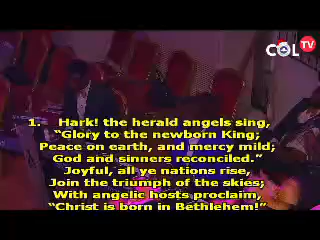 COL TV
1. Hark! the herald angels sing,
"Glory to the newborn King;
Peace on earth, and mercy mild;
God and sinners reconciled."
Joyful, all ye nations rise,
Join the triumph of the skies;
With angelic hosts proclaim,
"Christ is born in Bethlehem!"